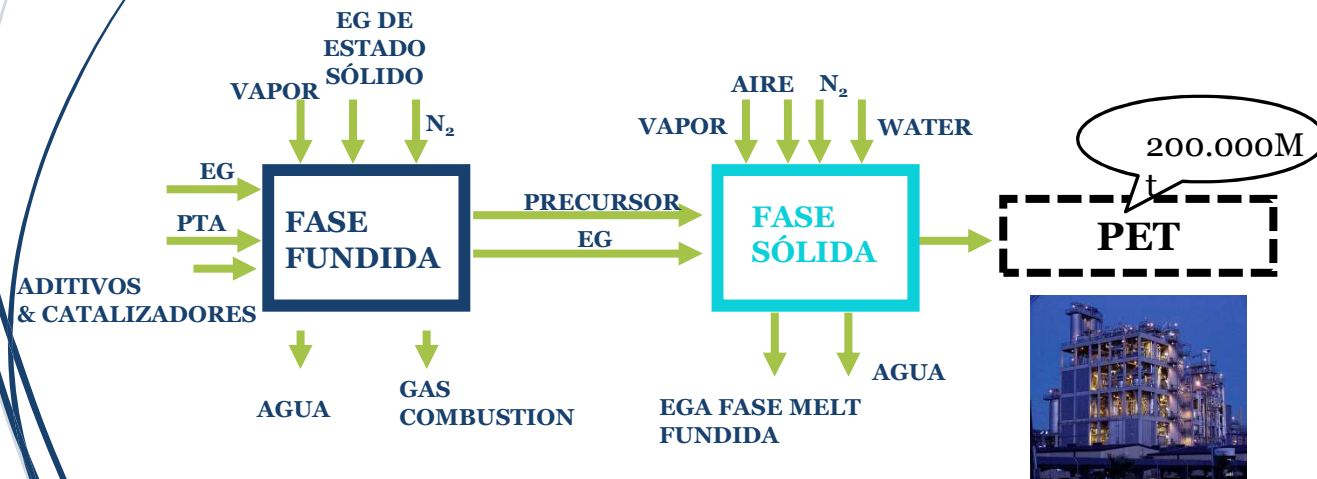 EG DE
ESTADO
SÓLIDO
VAPOR
N₂
EG
PTA
ADITIVOS
& CATALIZADORES
FASE
FUNDIDA
AGUA
GAS
COMBUSTION
PRECURSOR
EG
VAPOR
AIRE
N₂
WATER
FASE
SÓLIDA
EGA FASE MELT
FUNDIDA
AGUA
200.000M
t
PET